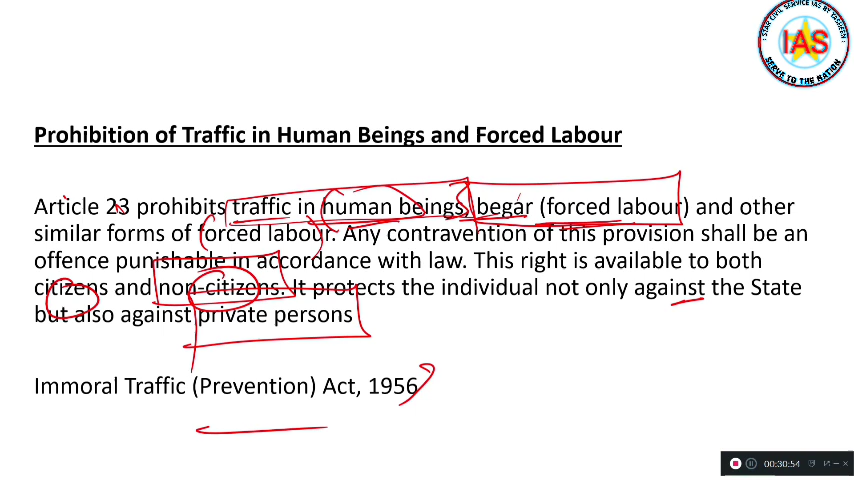 : STAR CIVIL SERVICE IAS BY TASHEEN :
IAS
SERVE TO THE NATION
Prohibition of Traffic in Human Beings and Forced Labour
Article 23 prohibits traffic in human beings, begar (forced labour) and other
similar forms of forced labour. Any contravention of this provision shall be an
offence punishable in accordance with law. This right is available to both
citizens and non-citizens. It protects the individual not only against the State
but also against private persons
Immoral Traffic (Prevention) Act, 1956
00:30:54